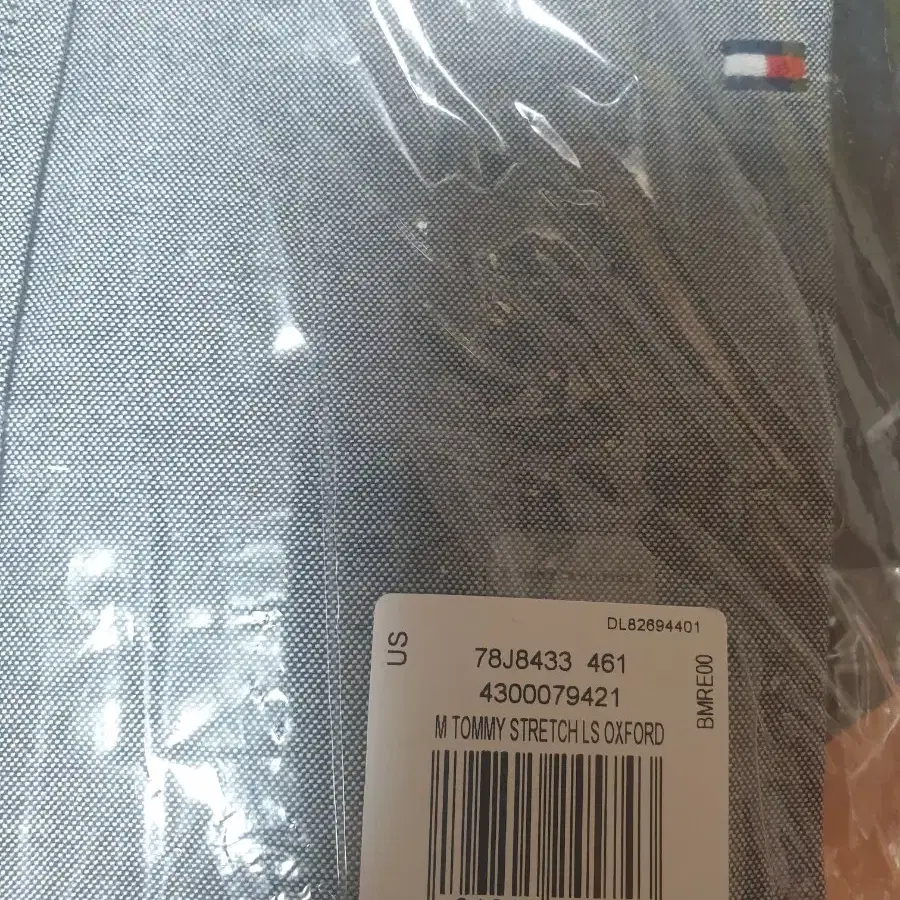 DL82694401
US
78J8433 461
4300079421
BMRE00
M TOMMY STRETCH LS OXFORD